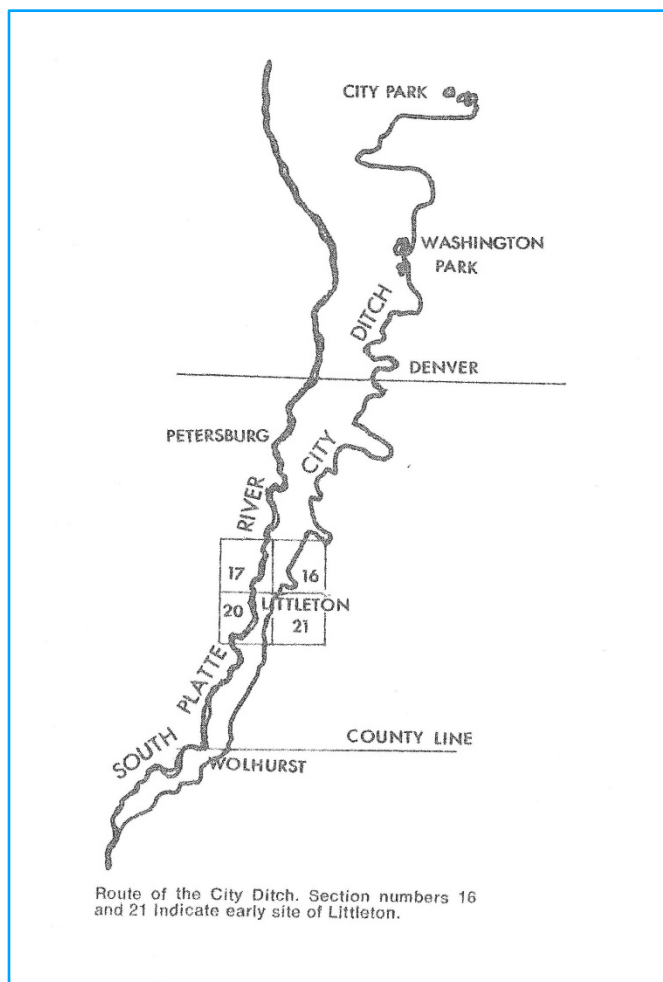 CITY PARK
WASHINGTON
PARK
DITCH
DENVER
PETERSBURG
CITY
RIVER
17
16
LITTLETON
20
21
PLATTE
SOUTH
COUNTY LINE
WOLHURST
Route of the City Ditch. Section numbers 16
and 21 indicate early site of Littleton.